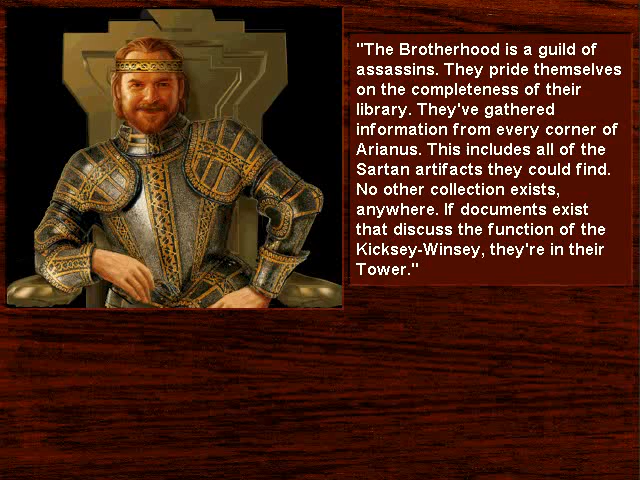 "The Brotherhood is a guild of
assassins. They pride themselves
on the completeness of their
library. They've gathered
information from every corner of
Arianus. This includes all of the
Sartan artifacts they could find.
No other collection exists,
anywhere. If documents exist
that discuss the function of the
Kicksey-Winsey, they're in their
Tower."